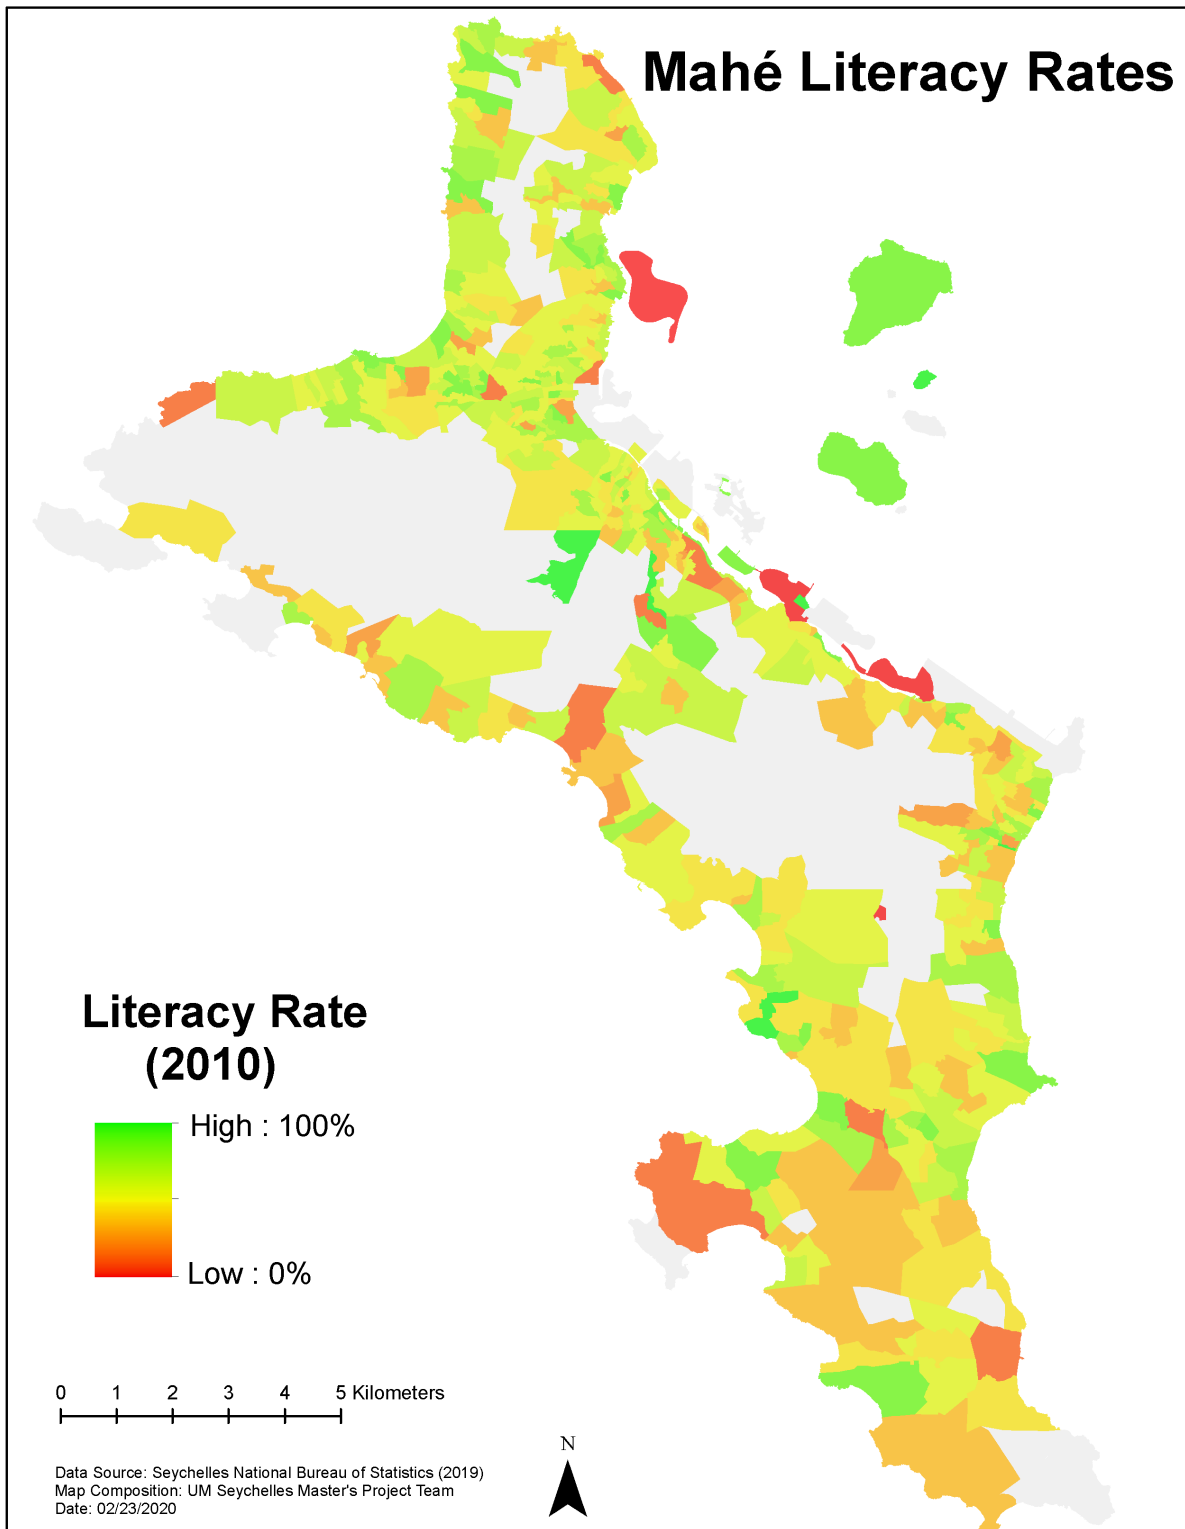 Mahé Literacy Rates
Literacy Rate
(2010)
High : 100%
Low : 0%
0 1 2 3 4 5 Kilometers
N
Data Source: Seychelles National Bureau of Statistics (2019)
Map Composition: UM Seychelles Master's Project Team
Date: 02/23/2020